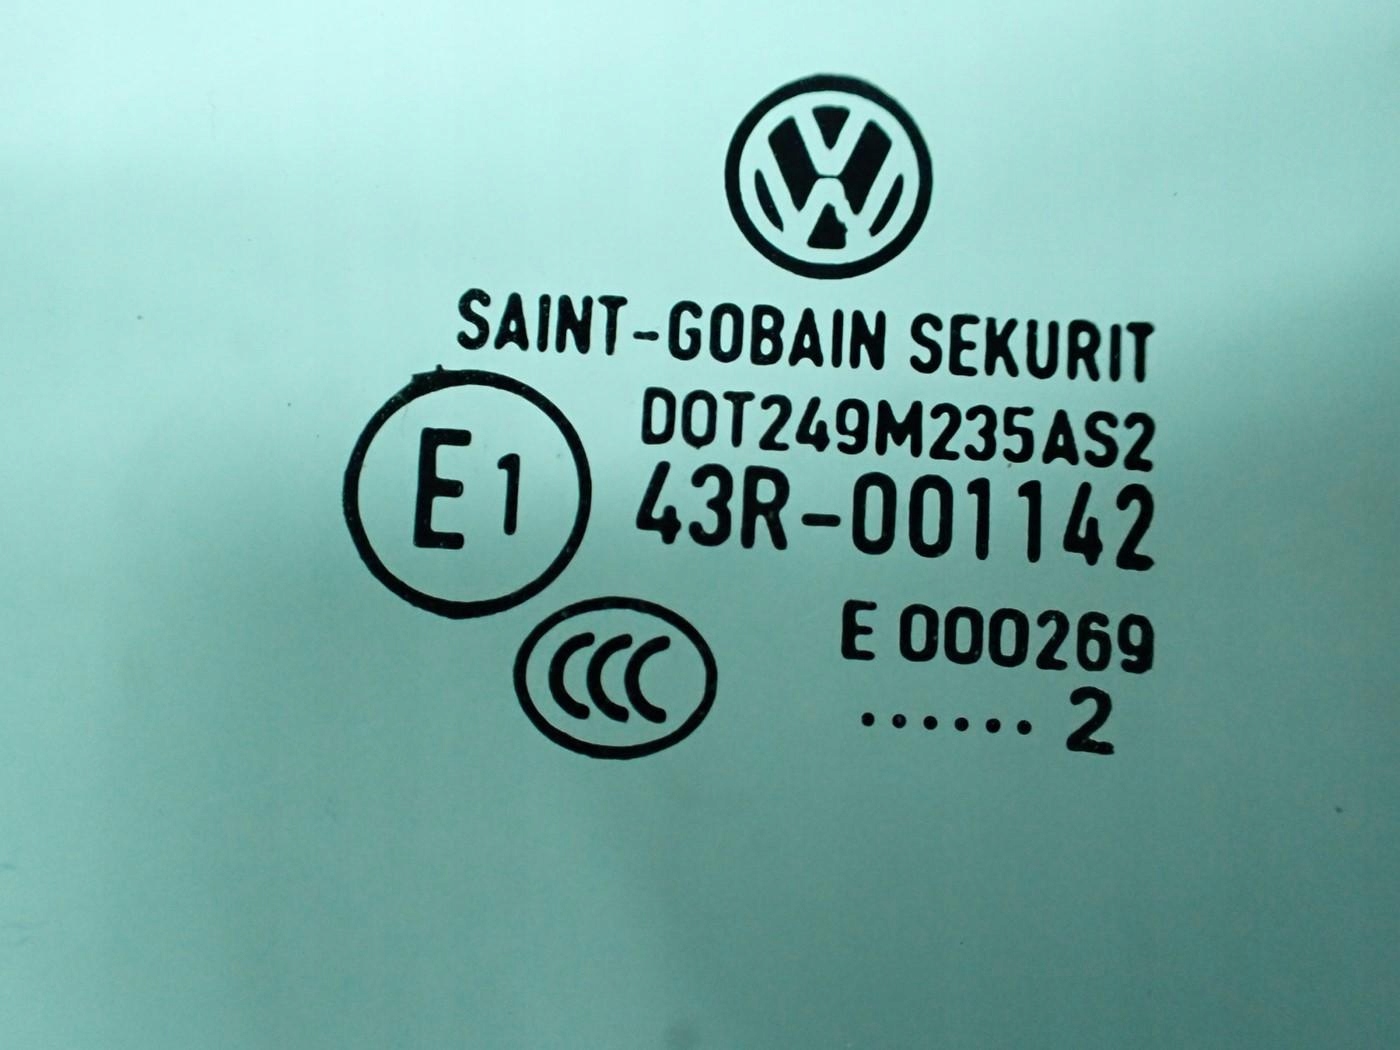 SAINT-GOBAIN SEKURIT
DOT249M235AS2
E1
43R-001142
E 000269
CCC
...... 2